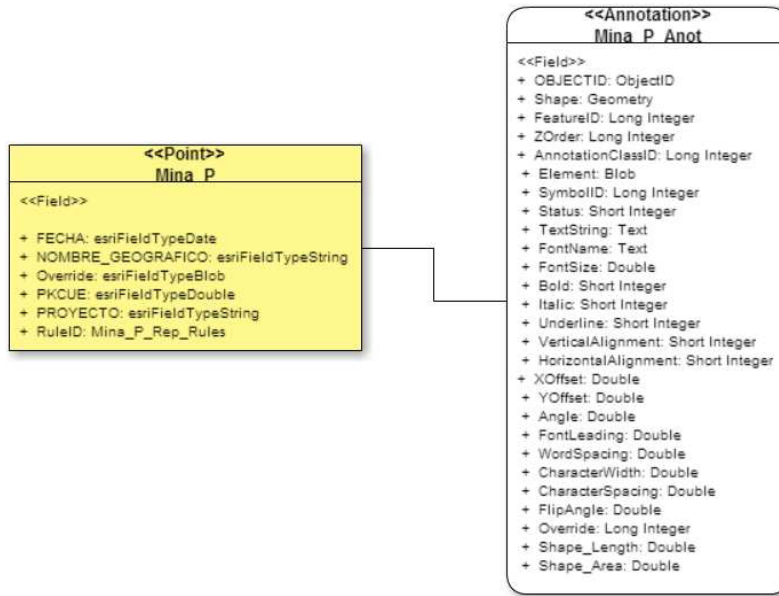 <<Point>>
Mina_P
<<Field>>
+ FECHA: esriFieldTypeDate
+ NOMBRE_GEOGRAFICO: esriFieldTypeString
+ Override: esriFieldTypeBlob
+ PKCUE: esriFieldTypeDouble
+ PROYECTO: esriFieldTypeString
+ RuleID: Mina_P_Rep_Rules
<<Annotation>>
Mina_P_Anot
<<Field>>
+ OBJECTID: ObjectID
+ Shape: Geometry
+ FeatureID: Long Integer
+ ZOrder: Long Integer
+ AnnotationClassID: Long Integer
+ Element: Blob
+ SymbolID: Long Integer
+ Status: Short Integer
+ TextString: Text
+ FontName: Text
+ FontSize: Double
+ Bold: Short Integer
+ Italic: Short Integer
+ Underline: Short Integer
+ VerticalAlignment: Short Integer
+ HorizontalAlignment: Short Integer
+ XOffset: Double
+ YOffset: Double
+ Angle: Double
+ FontLeading: Double
+ WordSpacing: Double
+ CharacterWidth: Double
+ CharacterSpacing: Double
+ FlipAngle: Double
+ Override: Long Integer
+ Shape_Length: Double
+ Shape_Area: Double